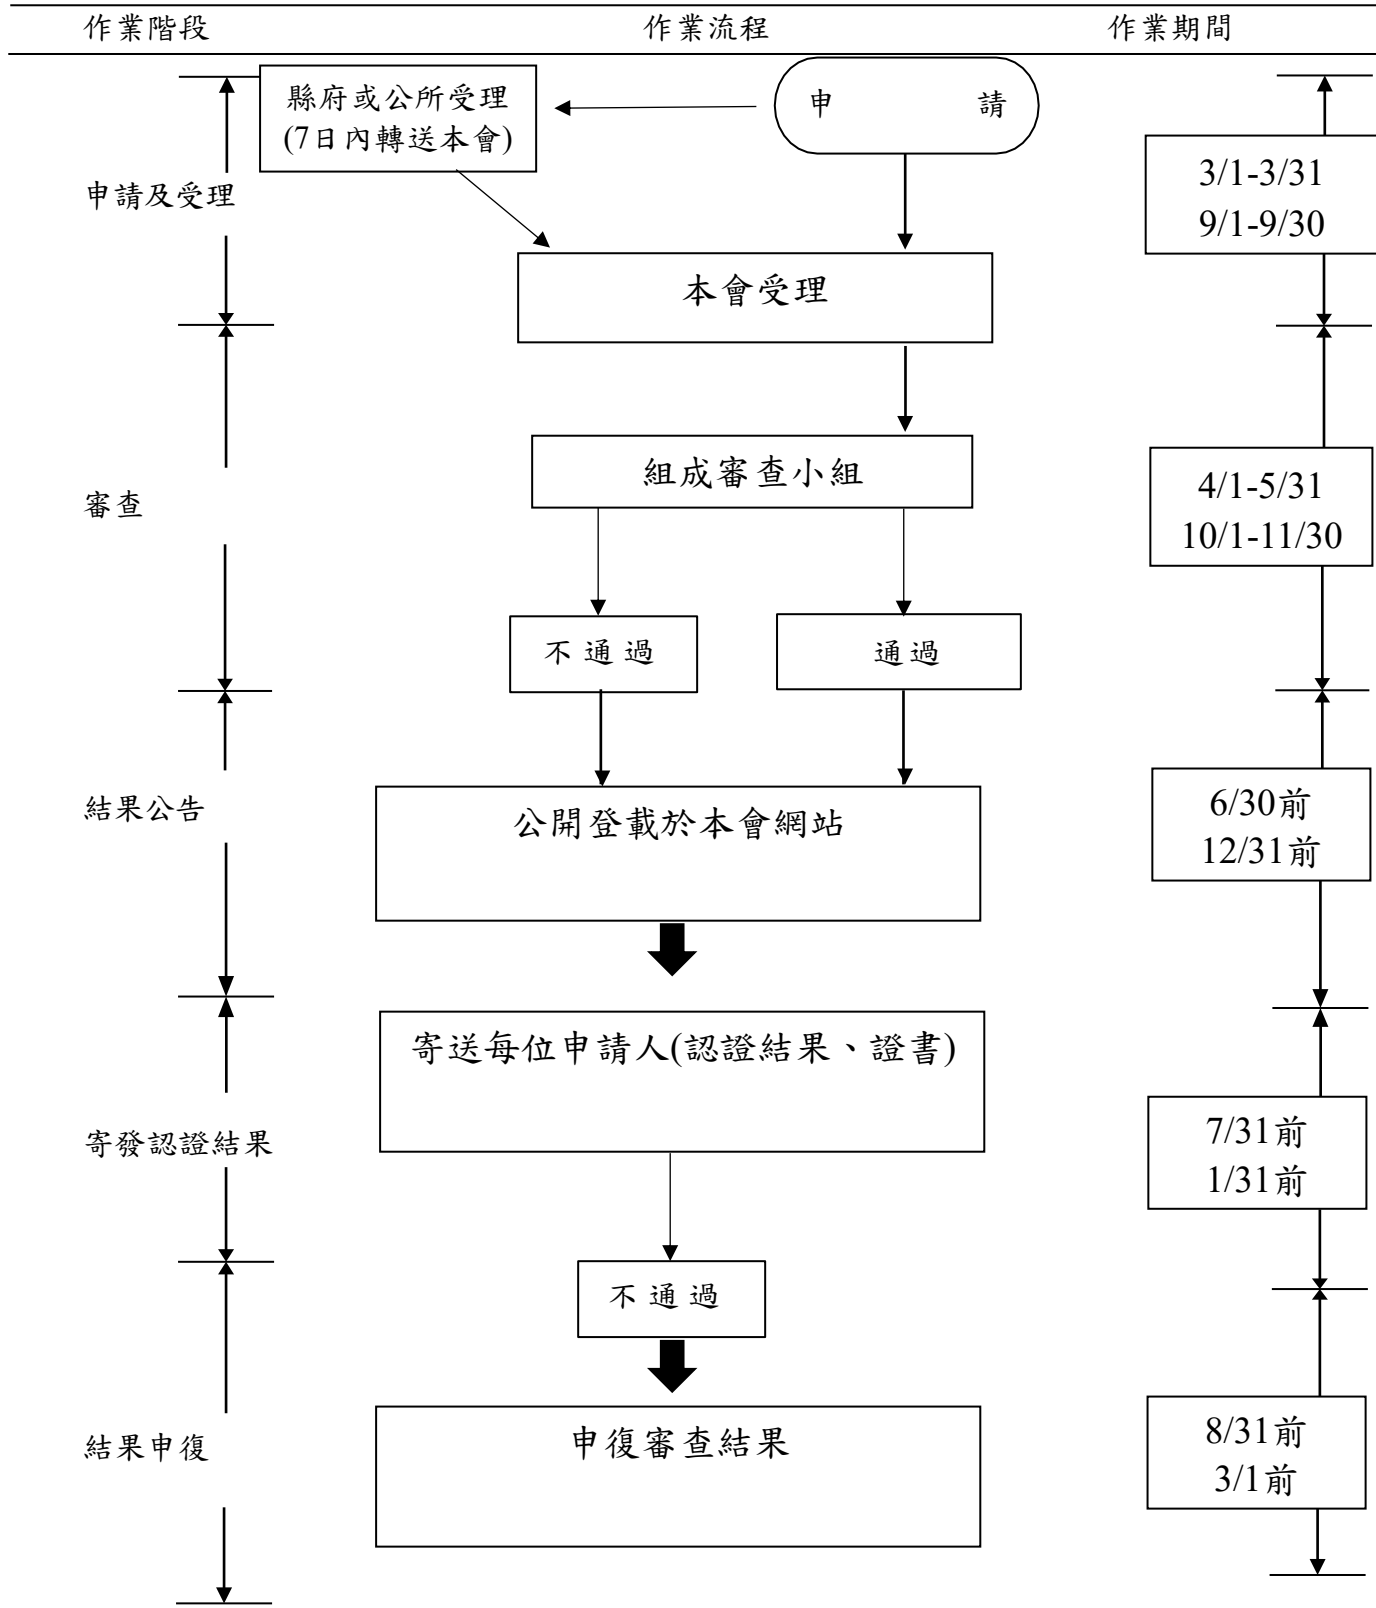 作業階段 作業流程 作業期間
縣府或公所受理
(7日內轉送本會)
申 請
申請及受理
3/1-3/31
9/1-9/30
本會受理
組成審查小組
審查
4/1-5/31
10/1-11/30
不通過
通過
結果公告
公開登載於本會網站
6/30前
12/31前
寄送每位申請人(認證結果、證書)
寄發認證結果
7/31前
1/31前
不通過
結果申復
申復審查結果
8/31前
3/1前